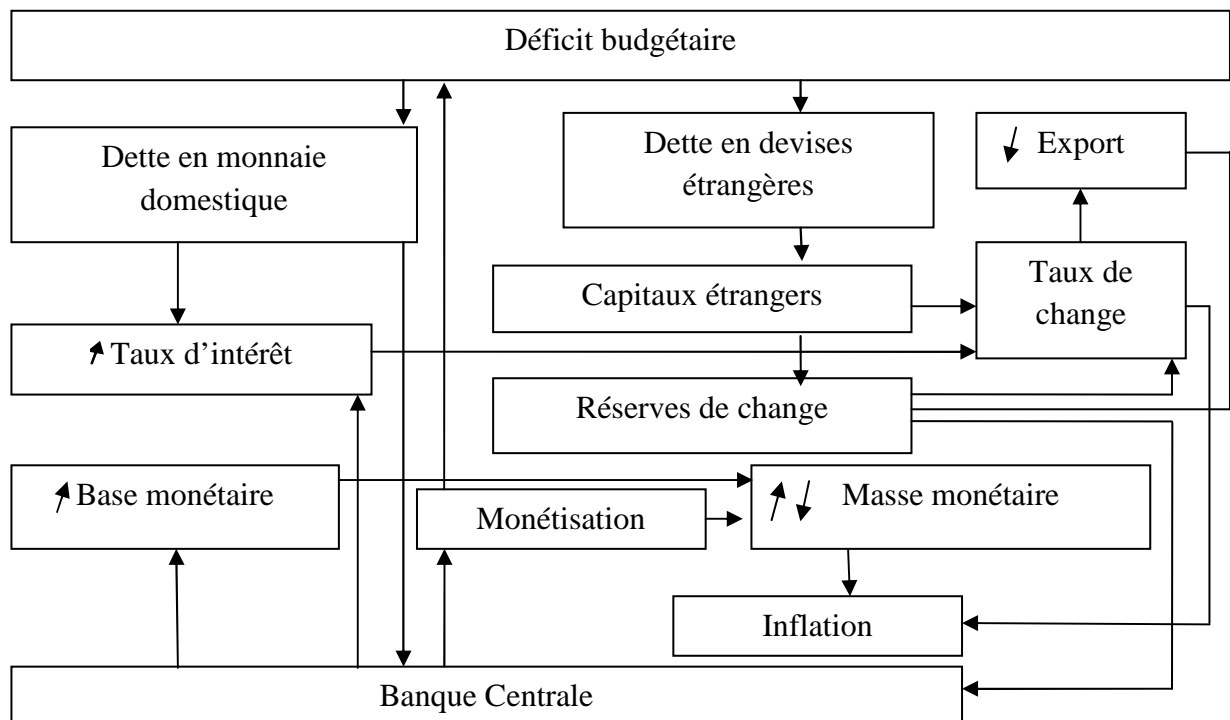 Déficit budgétaire
Dette en monnaie
domestique
Dette en devises
étrangères
Export
Capitaux étrangers
Taux de
change
Taux d’intérêt
Réserves de change
Base monétaire
Monétisation
Masse monétaire
Inflation
Banque Centrale